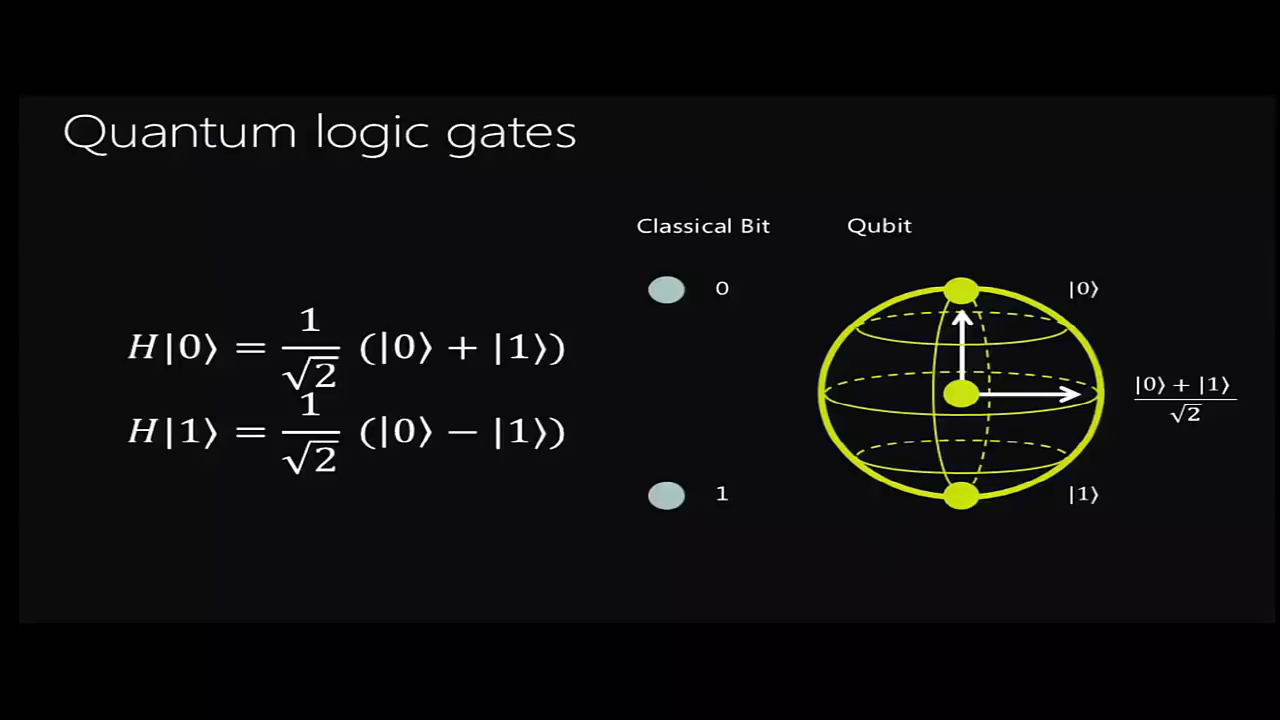 Quantum logic gates
Classical Bit
Qubit
0
|0⟩
H|0⟩ = 1/√2 (|0⟩ + |1⟩)
|0⟩ + |1⟩/√2
H|1⟩ = 1/√2 (|0⟩ − |1⟩)
1
|1⟩